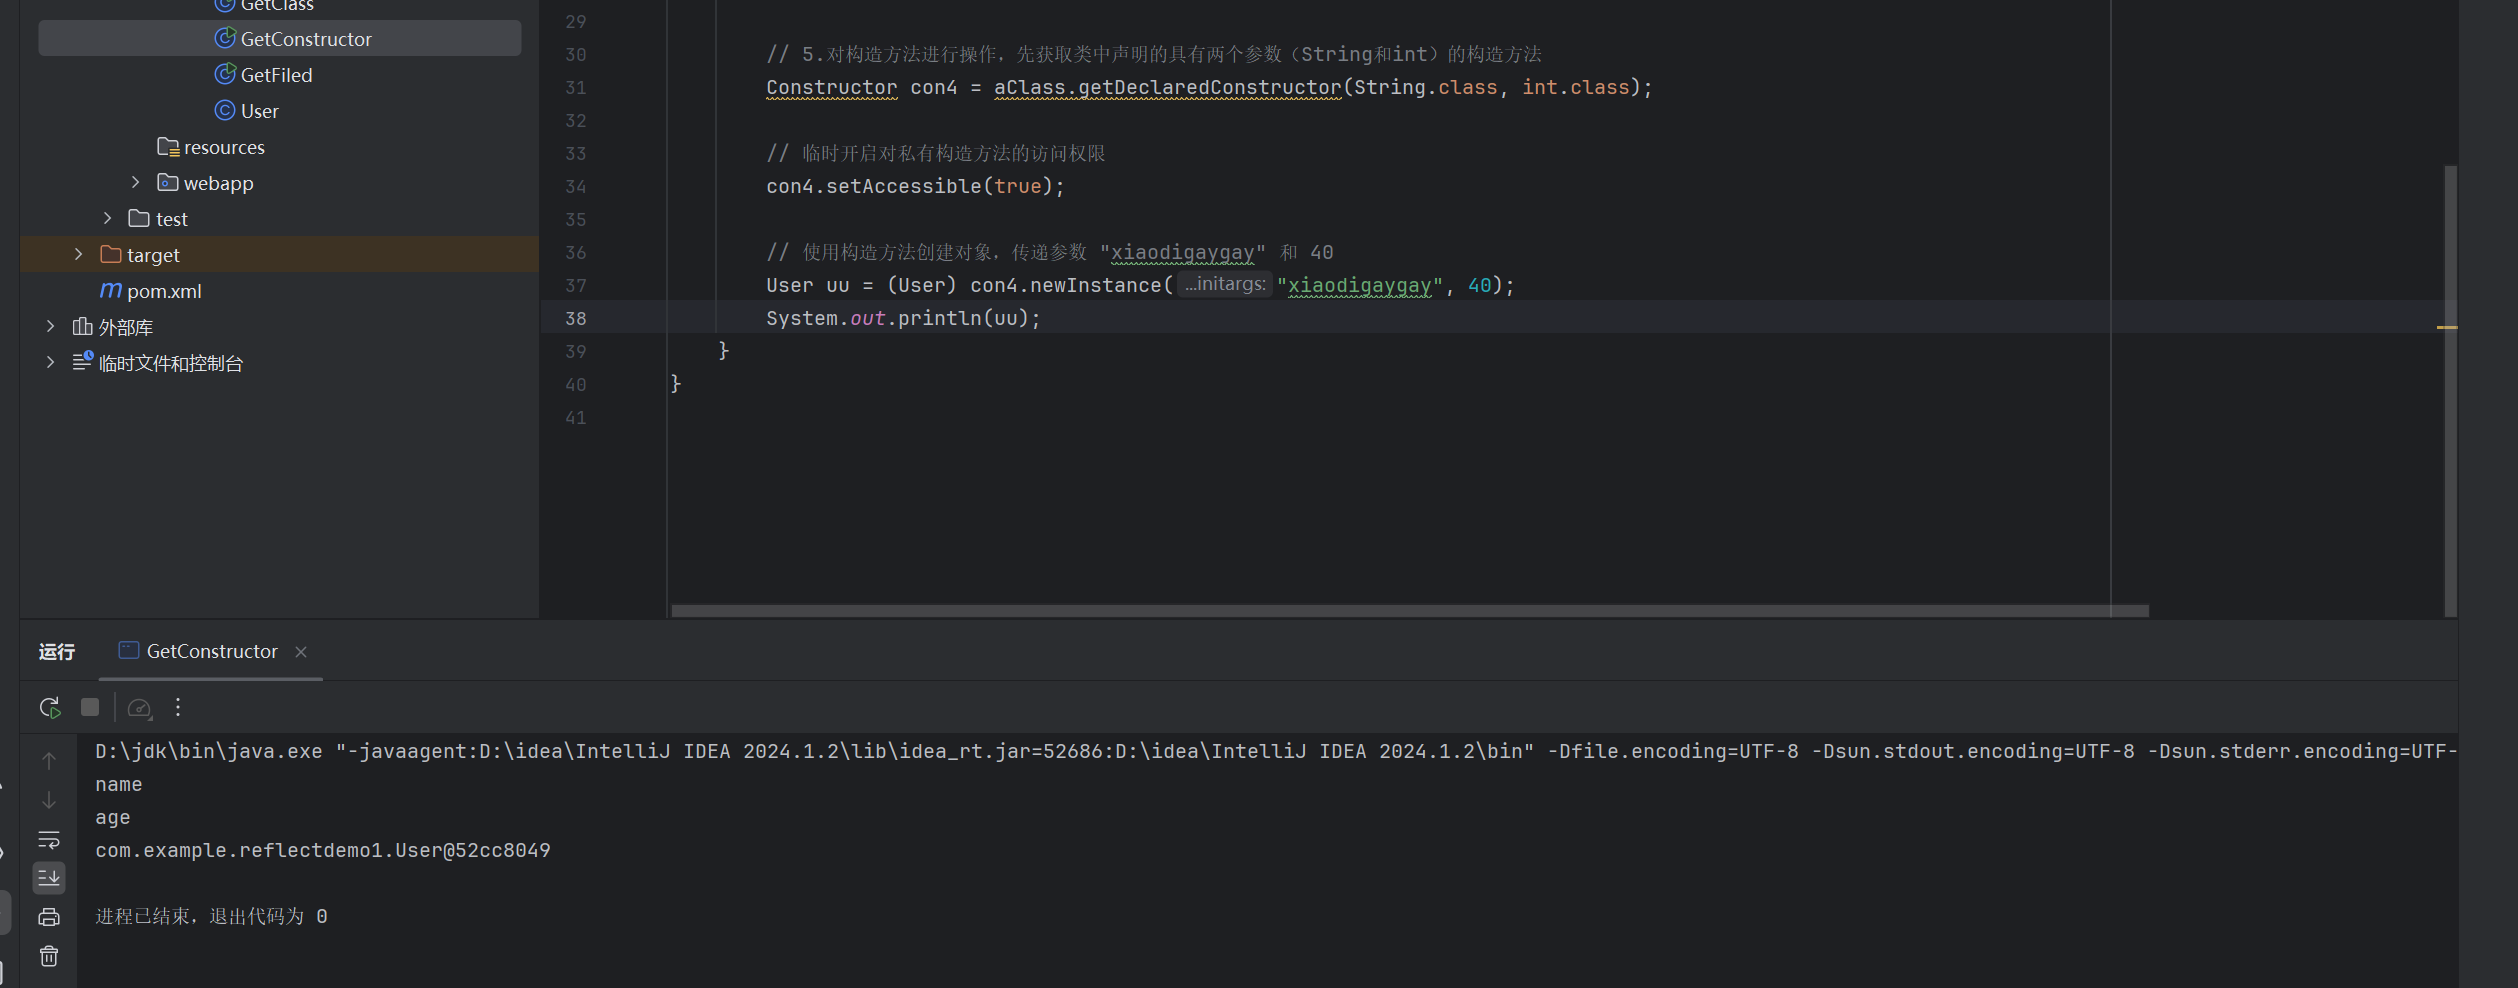 GetClass
GetConstructor
GetFiled
User
resources
webapp
test
target
pom.xml
外部库
临时文件和控制台
29
30 // 5.对构造方法进行操作，先获取类中声明的具有两个参数（String和int）的构造方法
31 Constructor con4 = aClass.getDeclaredConstructor(String.class, int.class);
32
33 // 临时开启对私有构造方法的访问权限
34 con4.setAccessible(true);
35
36 // 使用构造方法创建对象，传递参数 "xiaodigaygay" 和 40
37 User uu = (User) con4.newInstance( ...initargs: "xiaodigaygay", 40);
38 System.out.println(uu);
39 }
40 }
41
运行 GetConstructor
D:\jdk\bin\java.exe "-javaagent:D:\idea\IntelliJ IDEA 2024.1.2\lib\idea_rt.jar=52686:D:\idea\IntelliJ IDEA 2024.1.2\bin" -Dfile.encoding=UTF-8 -Dsun.stdout.encoding=UTF-8 -Dsun.stderr.encoding=UTF-
name
age
com.example.reflectdemo1.User@52cc8049
进程已结束，退出代码为 0